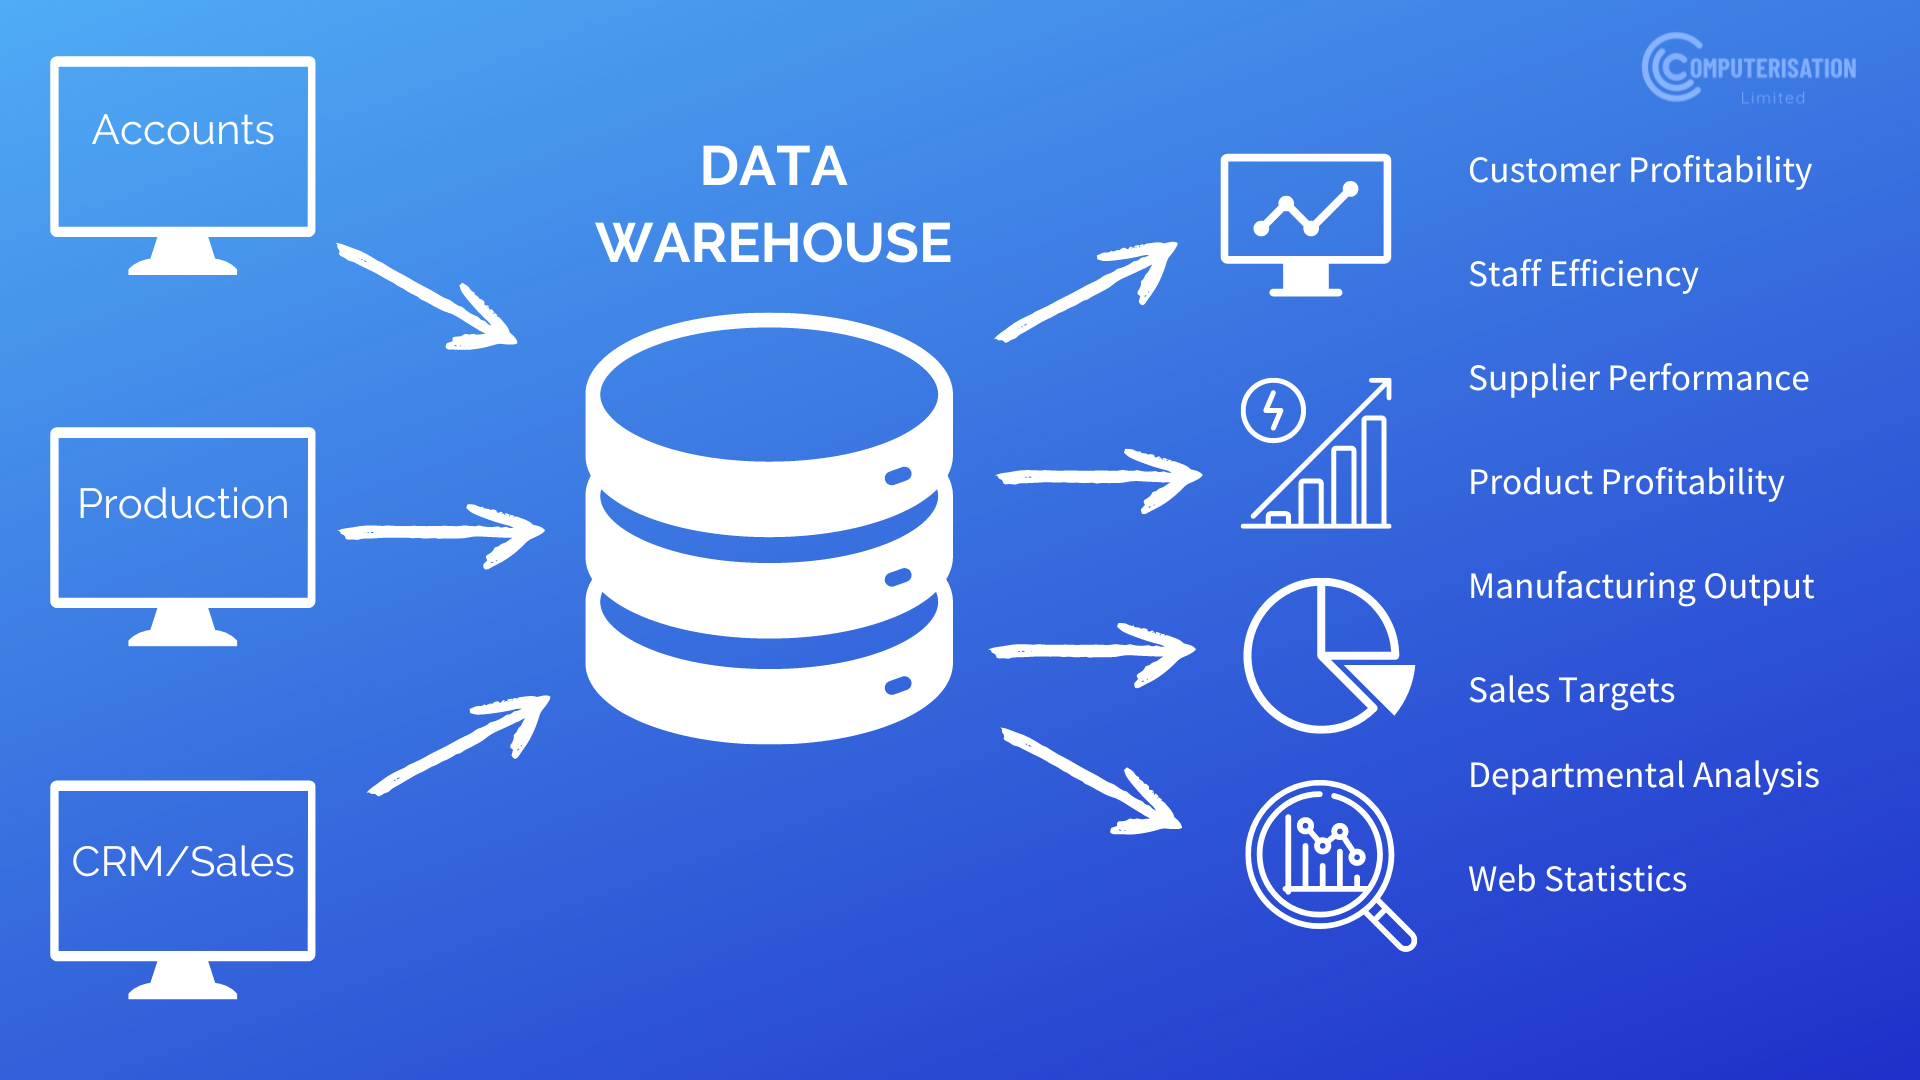 Accounts
Production
CRM/Sales
DATA
WAREHOUSE
COMPUTERISATION
Limited
Customer Profitability
Staff Efficiency
Supplier Performance
Product Profitability
Manufacturing Output
Sales Targets
Departmental Analysis
Web Statistics